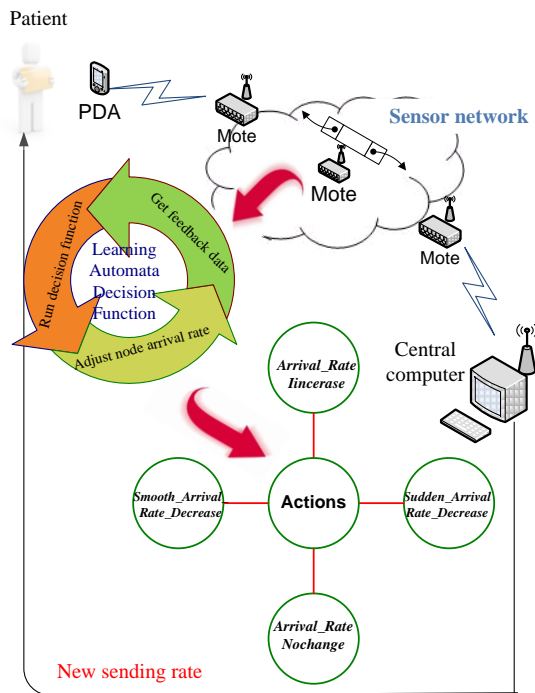 Patient
PDA
Mote
Sensor network
Mote
Mote
Get feedback data
Run decision function
Adjust node arrival rate
Learning
Automata
Decision
Function
Central
computer
Arrival_Rate
Iincerase
Smooth_Arrival_
Rate_Decrease
Actions
Sudden_Arrival
Rate_Decrease
Arrival_Rate
Nochange
New sending rate